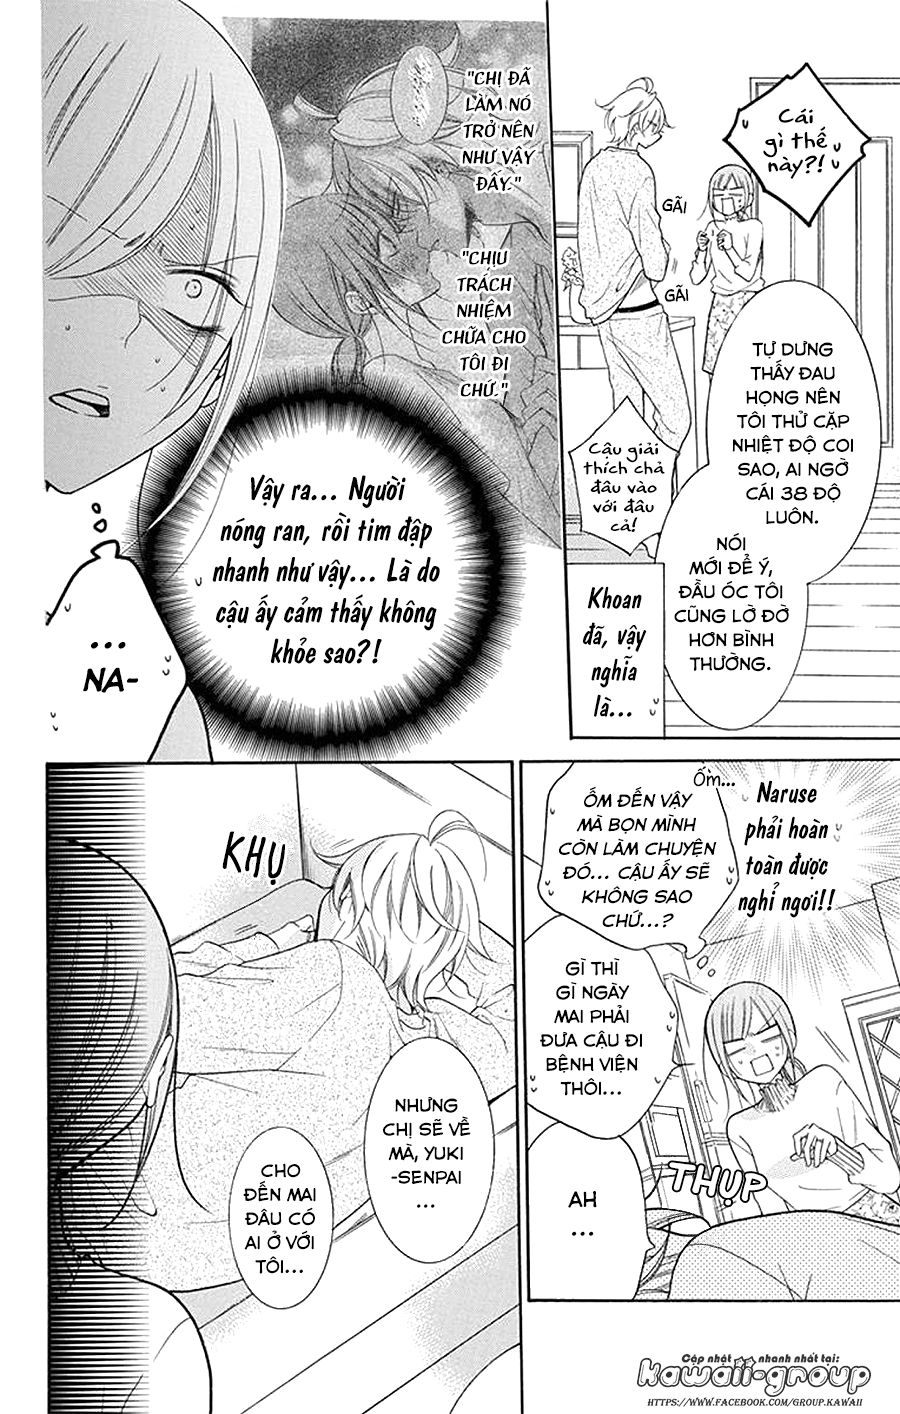 Cái
gì thế
này?!
GÃI
GÃI
TỰ DƯNG
THẤY ĐAU
HỌNG NÊN
TÔI THỬ CẶP
NHIỆT ĐỘ COI
SAO, AI NGỜ
CÁI 38 ĐỘ
LUÔN.
NÓI
MỚI ĐỂ Ý,
ĐẦU ÓC TÔI
CŨNG LỜ ĐỜ
HƠN BÌNH
THƯỜNG.
Cậu giải
thích chả
đâu vào
với đâu
cả!
Khoan
đã, vậy
nghĩa
là...
"CHỊ ĐÃ
LÀM NÓ
TRỞ NÊN
NHƯ VẬY
ĐẤY."
"CHỊU
TRÁCH
NHIỆM
CHỮA CHO
TÔI ĐI
CHỨ."
Vậy ra... Người
nóng ran, rồi tim đập
nhanh như vậy... Là do
cậu ấy cảm thấy không
khỏe sao?!
...
NA-
Naruse
phải hoàn
toàn được
nghỉ ngơi!!
Ốm...
ỐM ĐẾN VẬY
MÀ BỌN MÌNH
CÒN LÀM CHUYỆN
ĐÓ... CẬU ẤY SẼ
KHÔNG SAO
CHỨ...?
GÌ THÌ
GÌ NGÀY
MAI PHẢI
ĐƯA CẬU ĐI
BỆNH VIỆN
THÔI...
THỤP
AH
...
KHỤ
NHƯNG
CHỊ SẼ VỀ
MÀ, YUKI
-SENPAI
...
CHO
ĐẾN MAI
ĐÂU CÓ
AI Ở VỚI
TÔI...
Cập nhật nhanh nhất tại:
kawaii-group
HTTPS://WWW.FACEBOOK.COM/GROUP.KAWAII